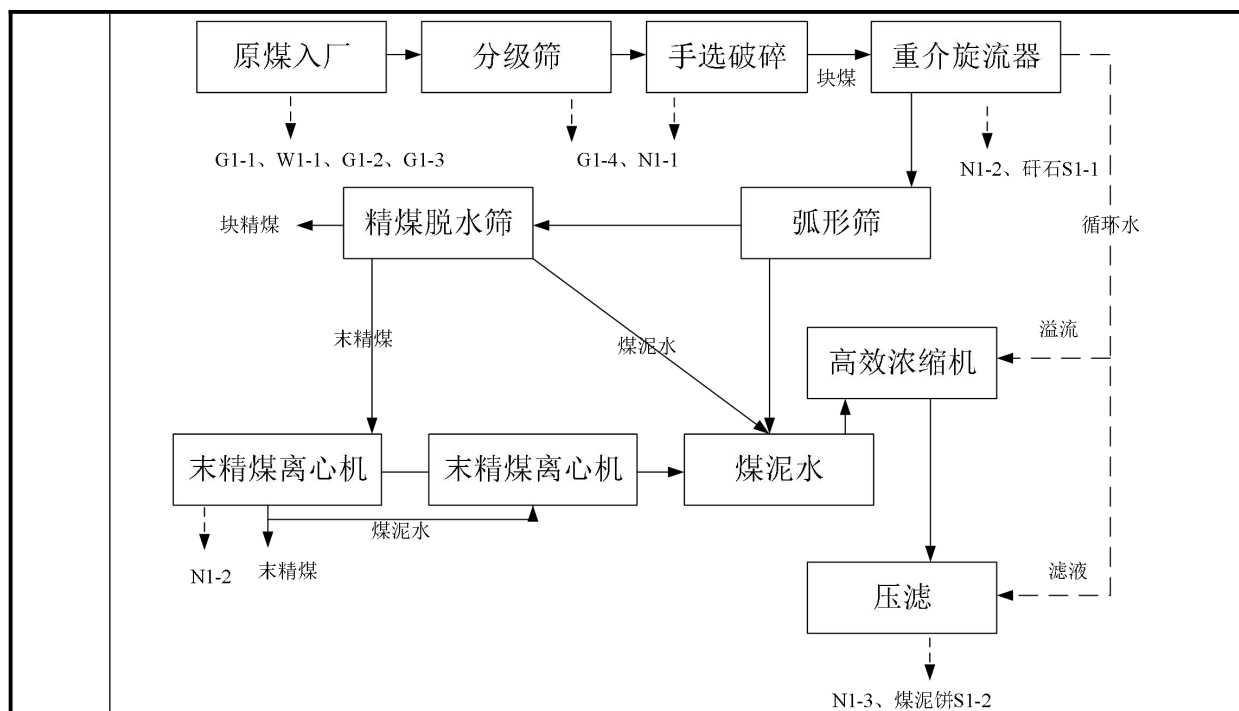 原煤入厂
分级筛
手选破碎
块煤
重介旋流器
G1-1、W1-1、G1-2、G1-3
G1-4、N1-1
N1-2、矸石S1-1
块精煤
精煤脱水筛
弧形筛
循环水
末精煤
煤泥水
高效浓缩机
溢流
末精煤离心机
末精煤离心机
煤泥水
煤泥水
N1-2
末精煤
压滤
滤液
N1-3、煤泥饼S1-2